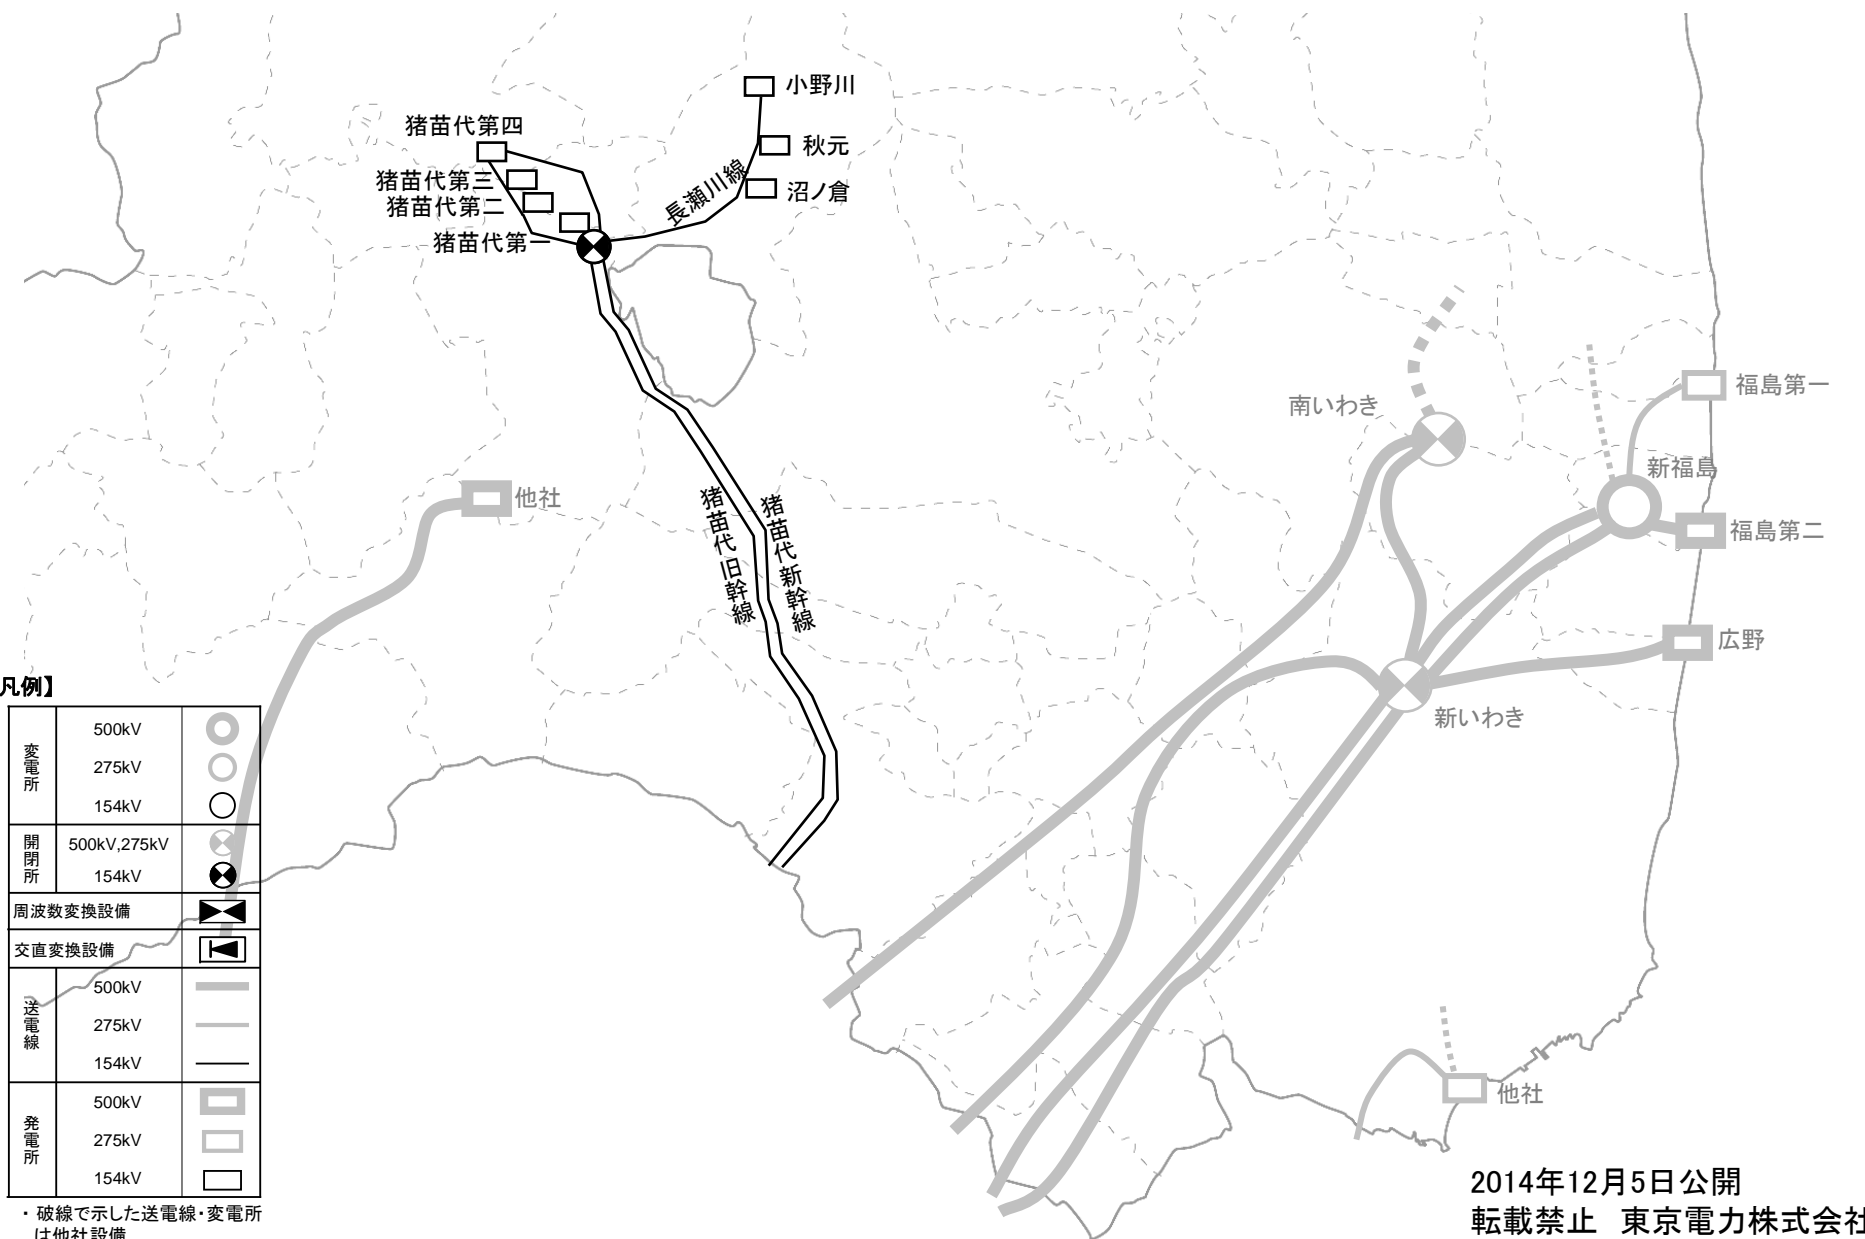 小野川
猪苗代第四
秋元
猪苗代第三
長瀬川線
沼ノ倉
猪苗代第二
猪苗代第一
福島第一
南いわき
新福島
他社
猪苗代旧幹線
猪苗代新幹線
福島第二
広野
新いわき
凡例】
変電所
500kV
275kV
154kV
開閉所
500kV,275kV
154kV
周波数変換設備
交直変換設備
送電線
500kV
275kV
154kV
発電所
500kV
275kV
154kV
・破線で示した送電線・変電所
は他社設備
他社
2014年12月5日公開
転載禁止 東京電力株式会社